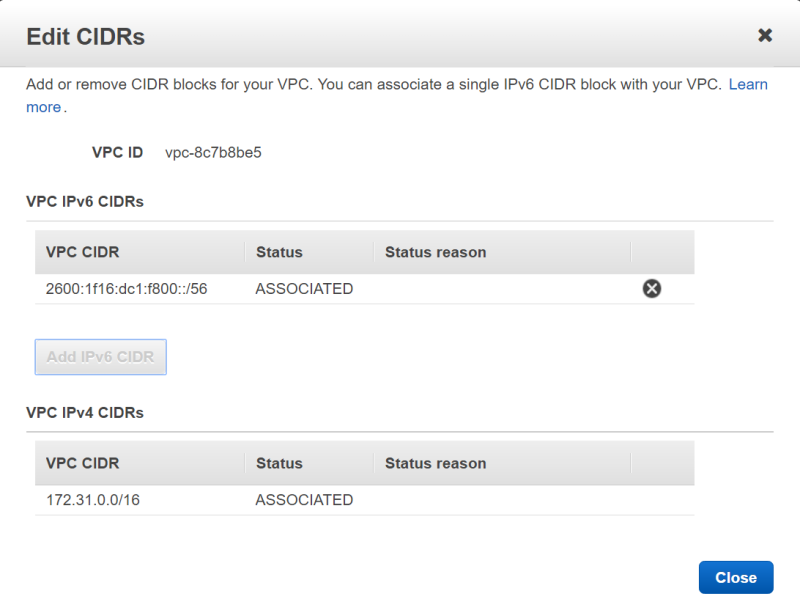 Edit CIDRs
Add or remove CIDR blocks for your VPC. You can associate a single IPv6 CIDR block with your VPC. Learn
more.
VPC ID vpc-8c7b8be5
VPC IPv6 CIDRs
VPC CIDR Status Status reason
2600:1f16:dc1:f800::/56 ASSOCIATED
Add IPv6 CIDR
VPC IPv4 CIDRs
VPC CIDR Status Status reason
172.31.0.0/16 ASSOCIATED
Close